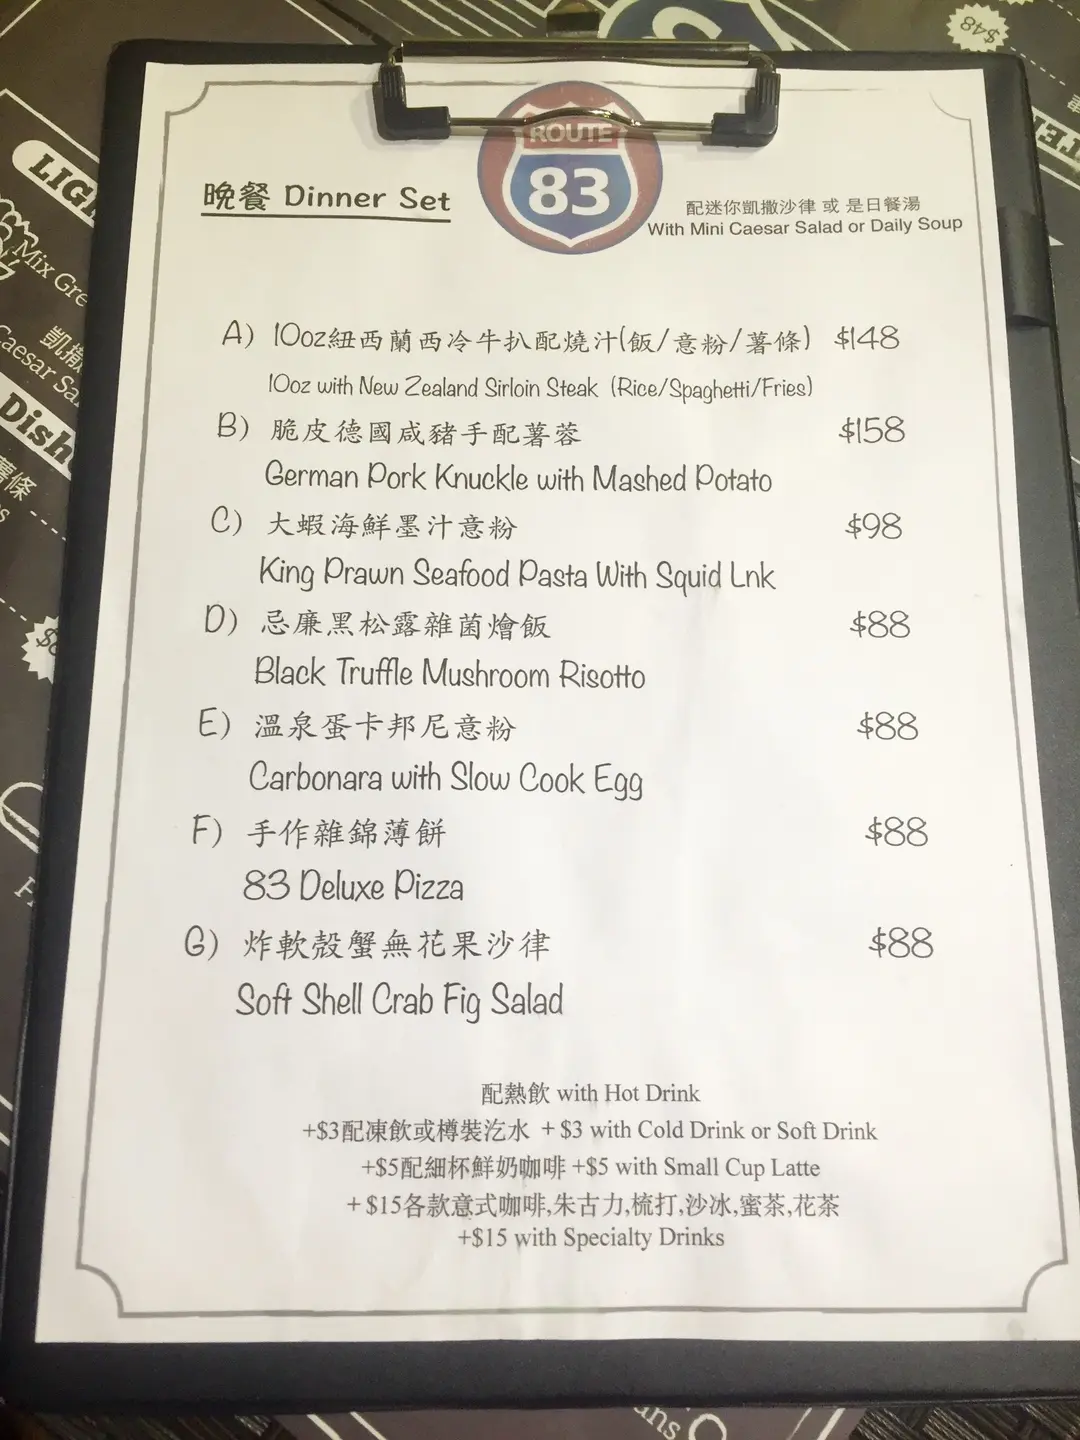 $48
LIG
Mix Gre
凱撒
Caesar Sa
Dish
薯條
ROUTE
83
晚餐 Dinner Set
配迷你凱撒沙律 或 是日餐湯
With Mini Caesar Salad or Daily Soup
A) 10oz紐西蘭西冷牛扒配燒汁(飯/意粉/薯條) $148
10oz with New Zealand Sirloin Steak (Rice/Spaghetti/Fries)
B) 脆皮德國咸豬手配薯蓉 $158
German Pork Knuckle with Mashed Potato
C) 大蝦海鮮墨汁意粉 $98
King Prawn Seafood Pasta With Squid Lnk
D) 忌廉黑松露雜菌燴飯 $88
Black Truffle Mushroom Risotto
E) 溫泉蛋卡邦尼意粉 $88
Carbonara with Slow Cook Egg
F) 手作雜錦薄餅 $88
83 Deluxe Pizza
G) 炸軟殼蟹無花果沙律 $88
Soft Shell Crab Fig Salad
配熱飲 with Hot Drink
+$3配凍飲或樽裝汔水 + $3 with Cold Drink or Soft Drink
+$5配細杯鮮奶咖啡 +$5 with Small Cup Latte
+ $15各款意式咖啡,朱古力,梳打,沙冰,蜜茶,花茶
+$15 with Specialty Drinks